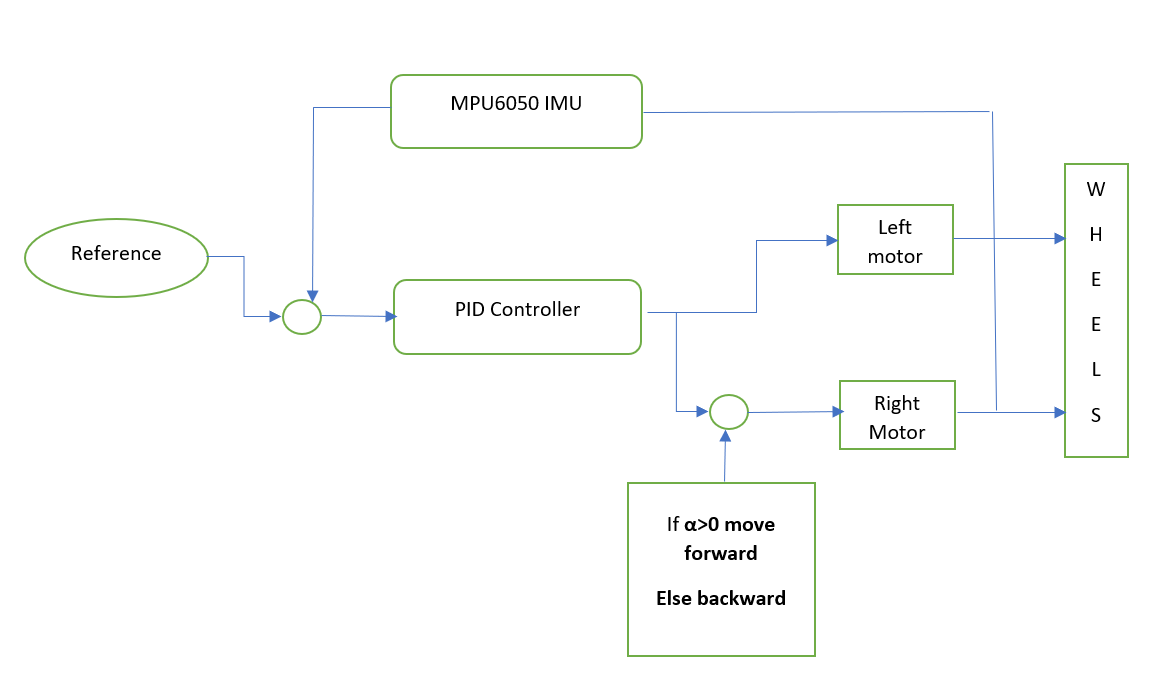 MPU6050 IMU
Reference
PID Controller
Left
motor
Right
Motor
W
H
E
E
L
S
If α>0 move
forward
Else backward